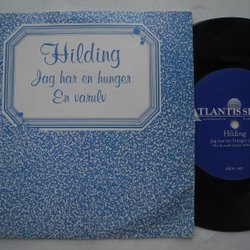 Hilding
Jag har en hunger
En varulv
ATLANTIS
Hilding
Jag har en hunger